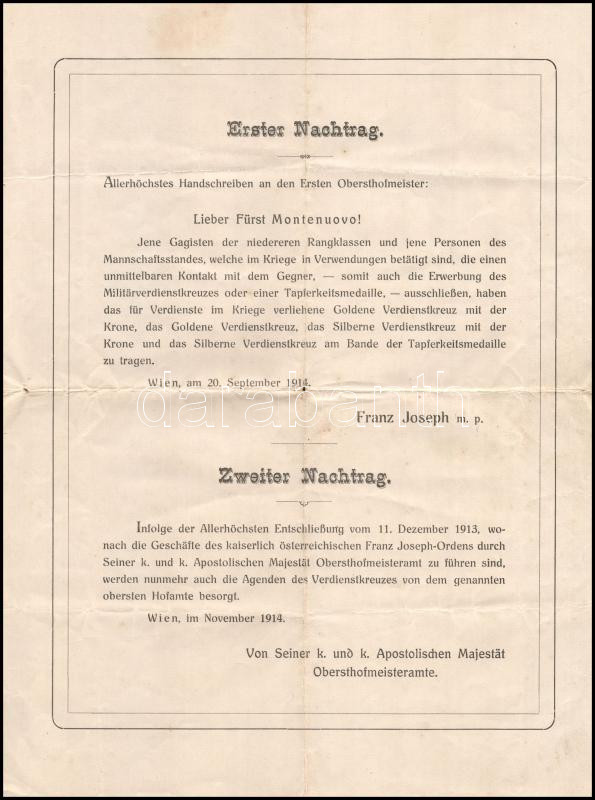 Erster Nachtrag.
Allerhöchstes Handschreiben an den Ersten Obersthofmeister:
Lieber Fürst Montenuovo!
Jene Gagisten der niedereren Rangklassen und jene Personen des
Mannschaftsstandes, welche im Kriege in Verwendungen betätigt sind, die einen
unmittelbaren Kontakt mit dem Gegner, — somit auch die Erwerbung des
Militärverdienstkreuzes oder einer Tapferkeitsmedaille, — ausschließen, haben
das für Verdienste im Kriege verliehene Goldene Verdienstkreuz mit der
Krone, das Goldene Verdienstkreuz, das Silberne Verdienstkreuz mit der
Krone und das Silberne Verdienstkreuz am Bande der Tapferkeitsmedaille
zu tragen.
Wien, am 20. September 1914.
darabanth
Franz Joseph m. p.
Zweiter Nachtrag.
Infolge der Allerhöchsten Entschließung vom 11. Dezember 1913, wo-
nach die Geschäfte des kaiserlich österreichischen Franz Joseph-Ordens durch
Seiner k. und k. Apostolischen Majestät Obersthofmeisteramt zu führen sind,
werden nunmehr auch die Agenden des Verdienstkreuzes von dem genannten
obersten Hofamte besorgt.
Wien, im November 1914.
Von Seiner k. und k. Apostolischen Majestät
Obersthofmeisteramte.